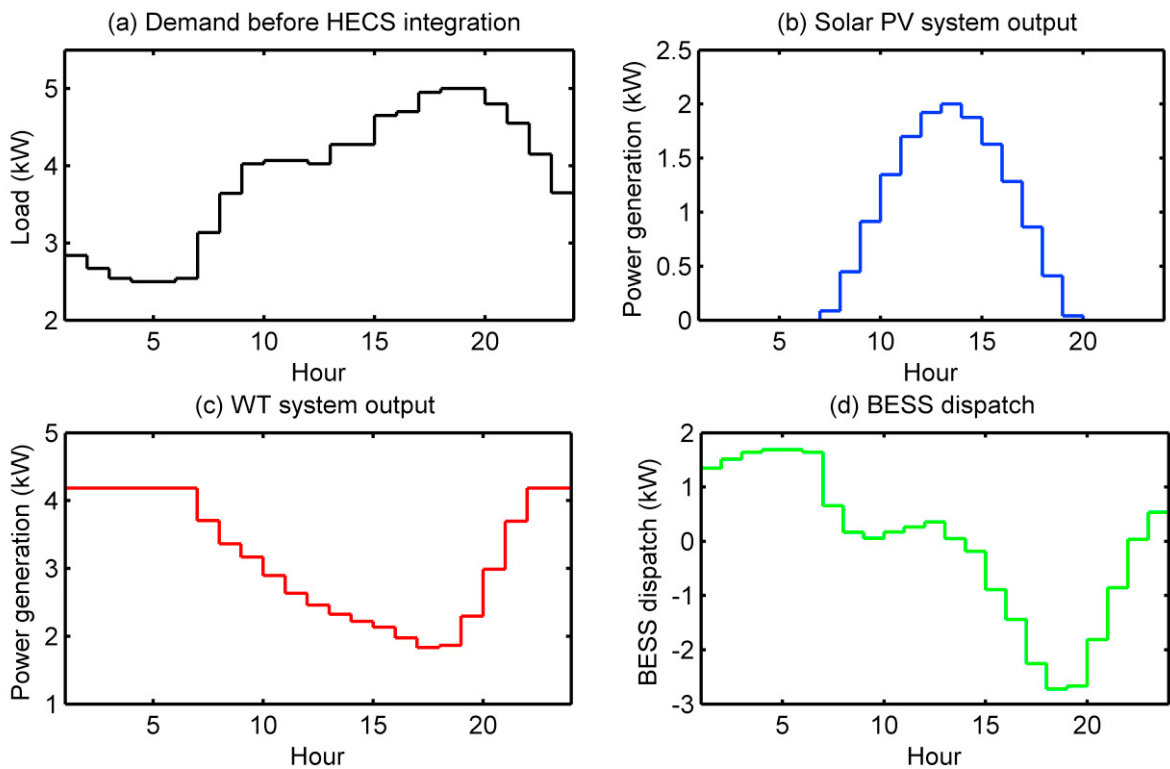 (a) Demand before HECS integration
Load (kW)
5
4
3
2
5 10 15 20
Hour
(b) Solar PV system output
Power generation (kW)
2.5
2
1.5
1
0.5
0
5 10 15 20
Hour
(c) WT system output
Power generation (kW)
5
4
3
2
1
5 10 15 20
Hour
(d) BESS dispatch
BESS dispatch (kW)
2
1
0
-1
-2
-3
5 10 15 20
Hour